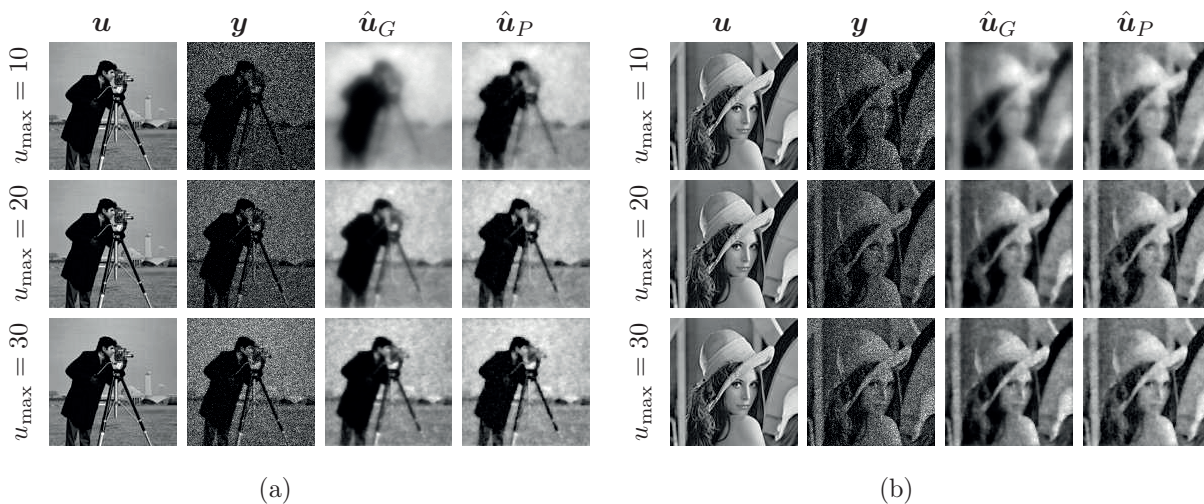 u y û_G û_P
u_max = 10
u_max = 20
u_max = 30
(a)
u y û_G û_P
u_max = 10
u_max = 20
u_max = 30
(b)